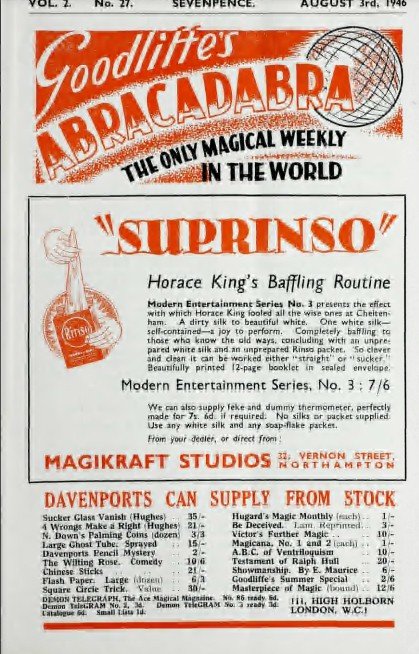 VOL. 2. No. 27. SEVENPENCE. AUGUST 3rd, 1946
Goodliffe's
ABRACADABRA
THE ONLY MAGICAL WEEKLY
IN THE WORLD
"SUPRINSO"
Rinso
Horace King's Baffling Routine
Modern Entertainment Series No. 3 presents the effect
with which Horace King fooled all the wise ones at Chelten-
ham. A dirty silk to beautiful white. One white silk—
self-contained—a joy to perform. Completely baffling to
those who know the old ways, concluding with an unpre-
pared white silk and an unprepared Rinso packet. So clever
and clean it can be worked either "straight" or "sucker."
Beautifully printed 12-page booklet in sealed envelope.
Modern Entertainment Series, No. 3 : 7/6
We can also supply feke and dummy thermometer, perfectly
made for 7s. 6d. if required. No silks or packet supplied.
Use any white silk and any soap-flake packet.
From your dealer, or direct from :
MAGIKRAFT STUDIOS 32, VERNON STREET,
NORTHAMPTON
DAVENPORTS CAN SUPPLY FROM STOCK
Sucker Glass Vanish (Hughes) .. 35/-
4 Wrongs Make a Right (Hughes) 21/-
N. Down's Palming Coins (dozen) 3/3
Large Ghost Tube. Sprayed .. 15/-
Davenports Pencil Mystery .. 2/-
The Wilting Rose. Comedy .. 10/6
Chinese Sticks .. 21/-
Flash Paper. Large (dozen) .. 6/3
Square Circle Trick. Value .. 30/-
DEMON TELEGRAPH, The Ace Magical Magazine. No. 86 ready 6d.
Demon TeleGRAM No. 2, 3d. Demon TeleGRAM No. 3 ready 3d.
Catalogue 6d. Small Lists 1d.
Hugard's Magic Monthly (each) .. 1/-
Be Deceived. Lam. Reprinted .. 3/-
Victor's Further Magic .. 10/-
Magicana. No. 1 and 2 (each) .. 1/-
A.B.C. of Ventriloquism .. 10/-
Testament of Ralph Hull .. 20/-
Showmanship. By E. Maurice .. 6/-
Goodliffe's Summer Special .. 2/6
Masterpiece of Magic (bound) .. 12/6
111, HIGH HOLBORN
LONDON, W.C.1